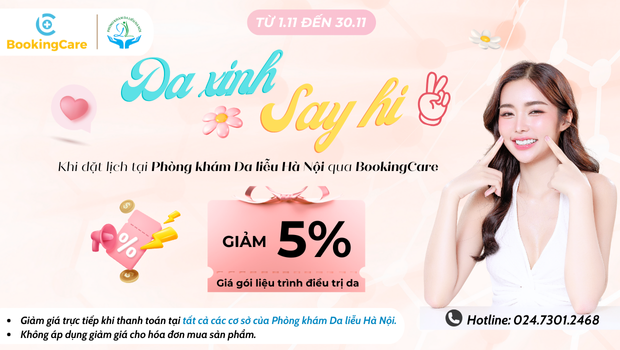 TỪ 1.11 ĐẾN 30.11
BookingCare
Da xinh
Say hi
Khi đặt lịch tại Phòng khám Da liễu Hà Nội qua BookingCare
%
GIẢM 5%
Giá gói liệu trình điều trị da
• Giảm giá trực tiếp khi thanh toán tại tất cả các cơ sở của Phòng khám Da liễu Hà Nội.
• Không áp dụng giảm giá cho hóa đơn mua sản phẩm.
Hotline: 024.7301.2468